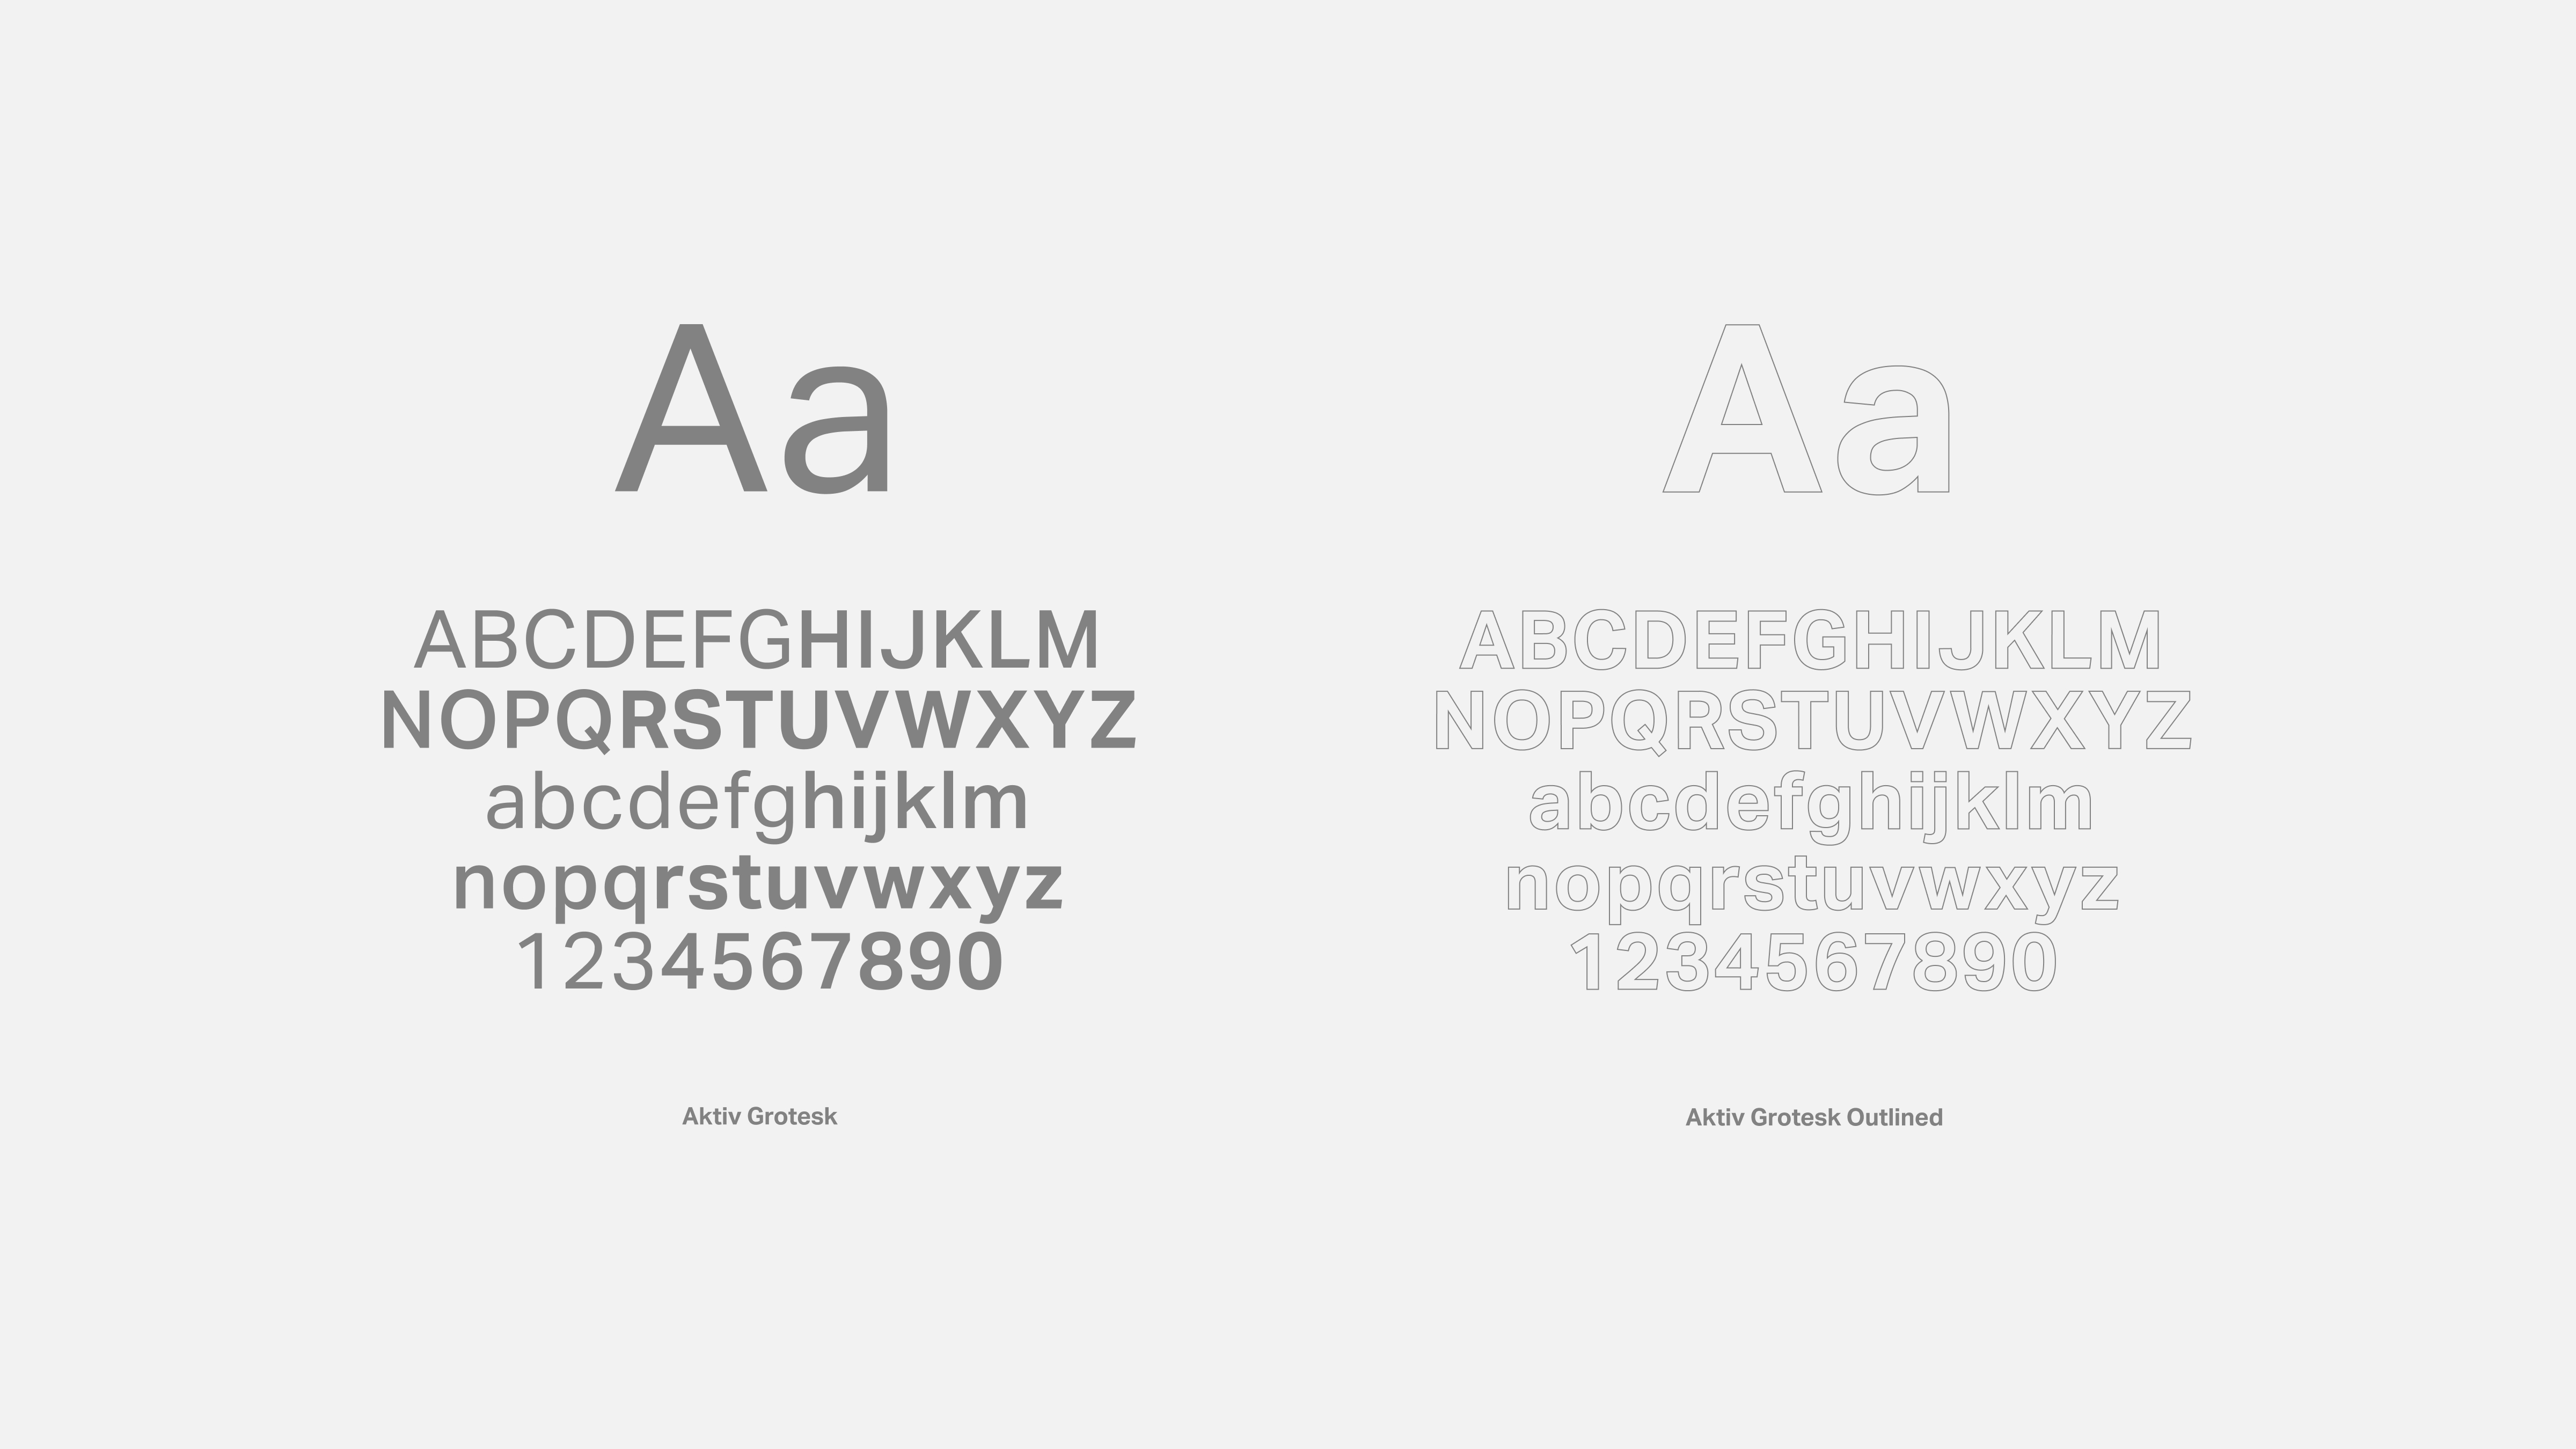 Aa
ABCDEFGHIJKLM
NOPQRSTUVWXYZ
abcdefghijklm
nopqrstuvwxyz
1234567890
Aktiv Grotesk
Aa
ABCDEFGHIJKLM
NOPQRSTUVWXYZ
abcdefghijklm
nopqrstuvwxyz
1234567890
Aktiv Grotesk Outlined